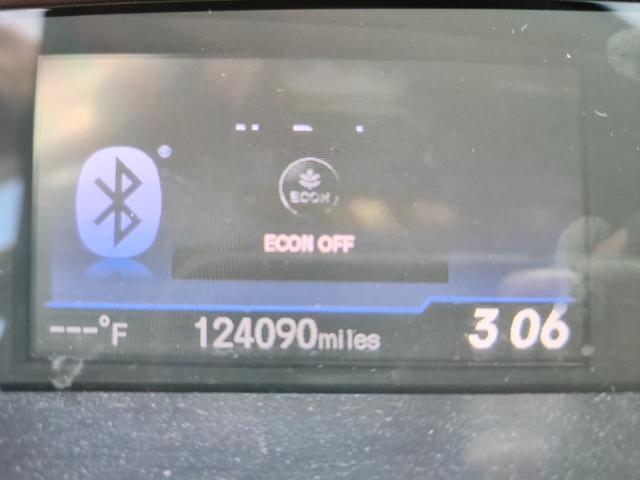 ECON
ECON OFF
---°F 124090miles 3 06